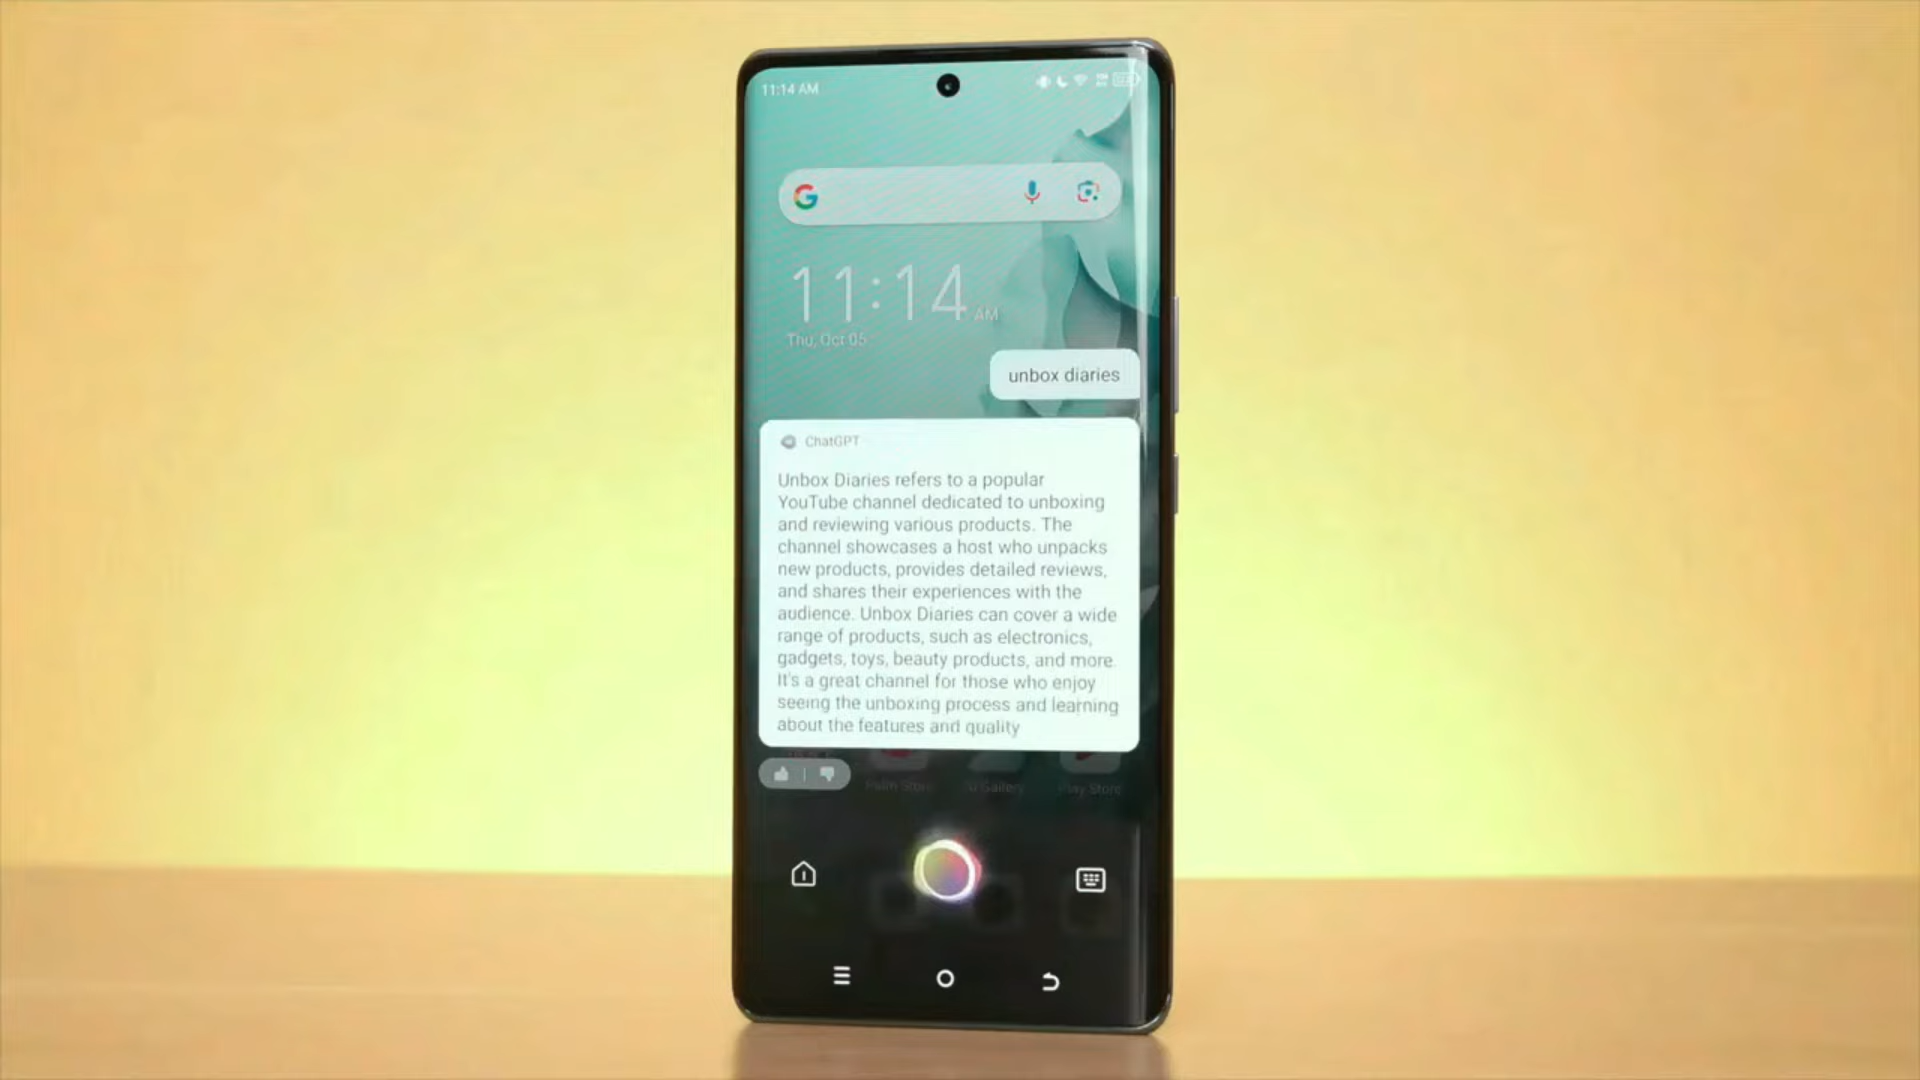 11:14 AM
G
11:14 AM
Thu, Oct 05
unbox diaries
ChatGPT
Unbox Diaries refers to a popular
YouTube channel dedicated to unboxing
and reviewing various products. The
channel showcases a host who unpacks
new products, provides detailed reviews,
and shares their experiences with the
audience. Unbox Diaries can cover a wide
range of products, such as electronics,
gadgets, toys, beauty products, and more.
It's a great channel for those who enjoy
seeing the unboxing process and learning
about the features and quality
Palm Store
Gallery
Play Store